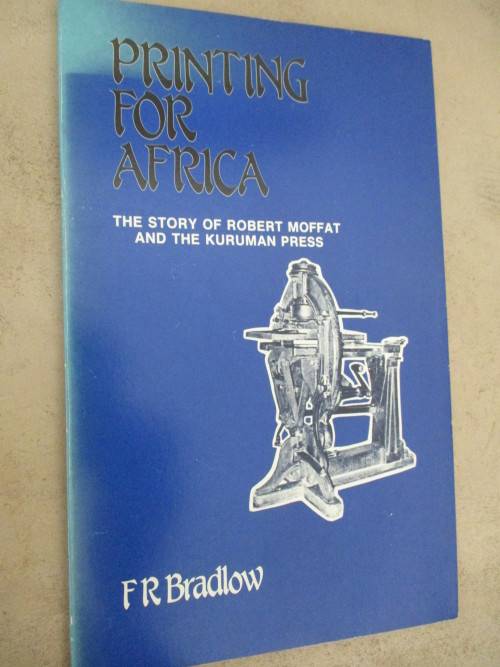 PRINTING
FOR
AFRICA
THE STORY OF ROBERT MOFFAT
AND THE KURUMAN PRESS
F R Bradlow